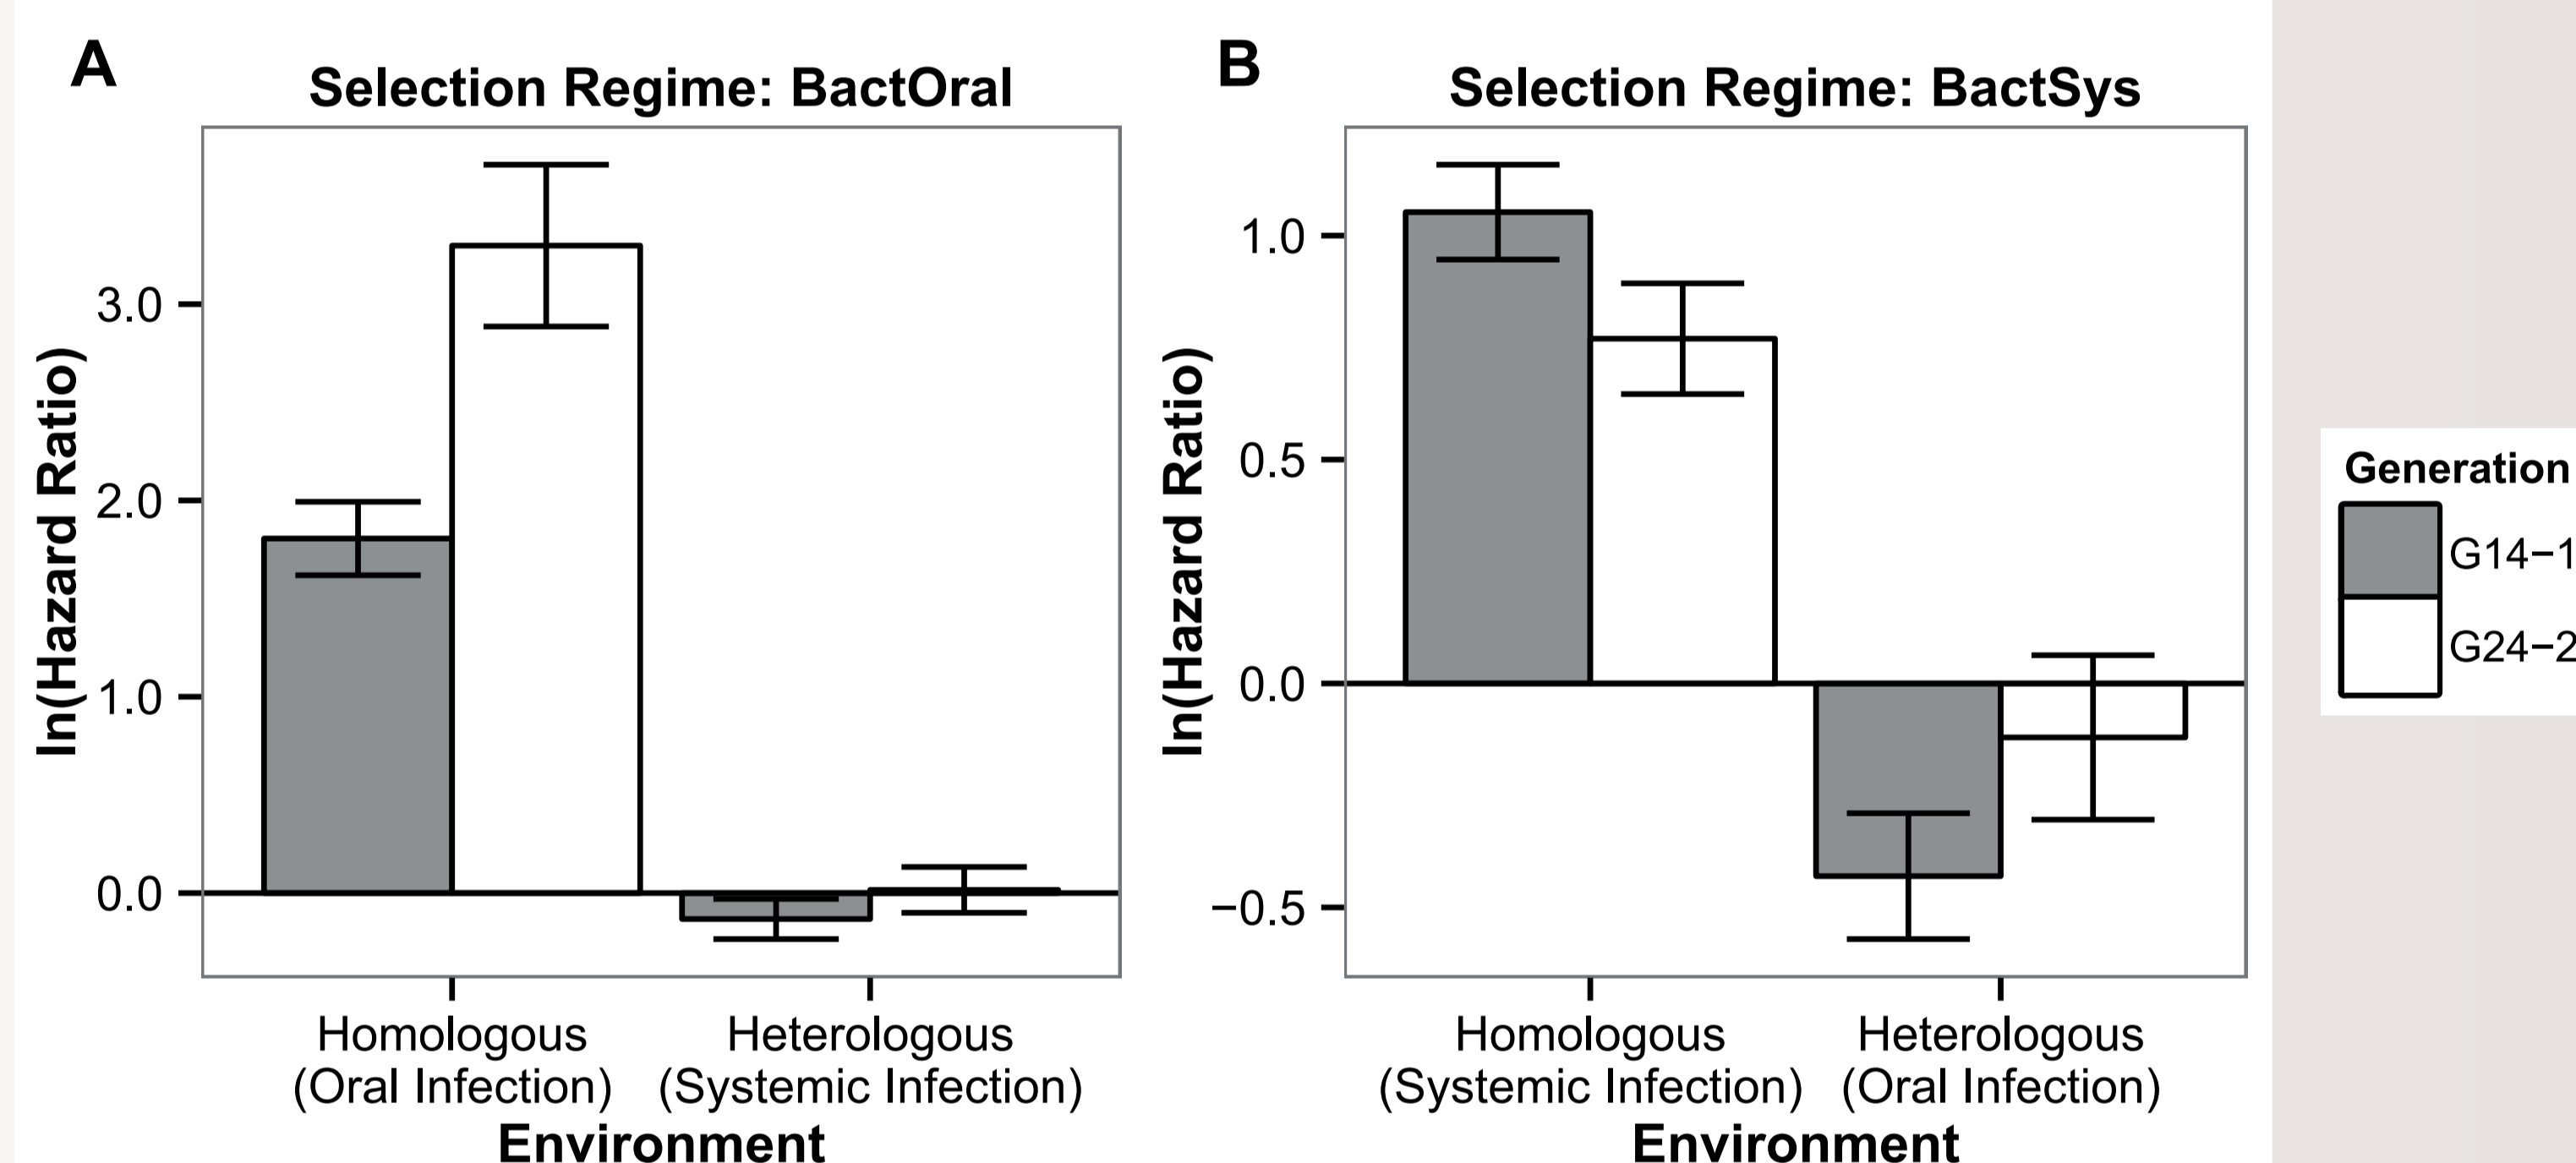 A
Selection Regime: BactOral
ln(Hazard Ratio)
3.0
2.0
1.0
0.0
Homologous
(Oral Infection)
Heterologous
(Systemic Infection)
Environment
B
Selection Regime: BactSys
ln(Hazard Ratio)
1.0
0.5
0.0
−0.5
Homologous
(Systemic Infection)
Heterologous
(Oral Infection)
Environment
Generation
G14−1
G24−2